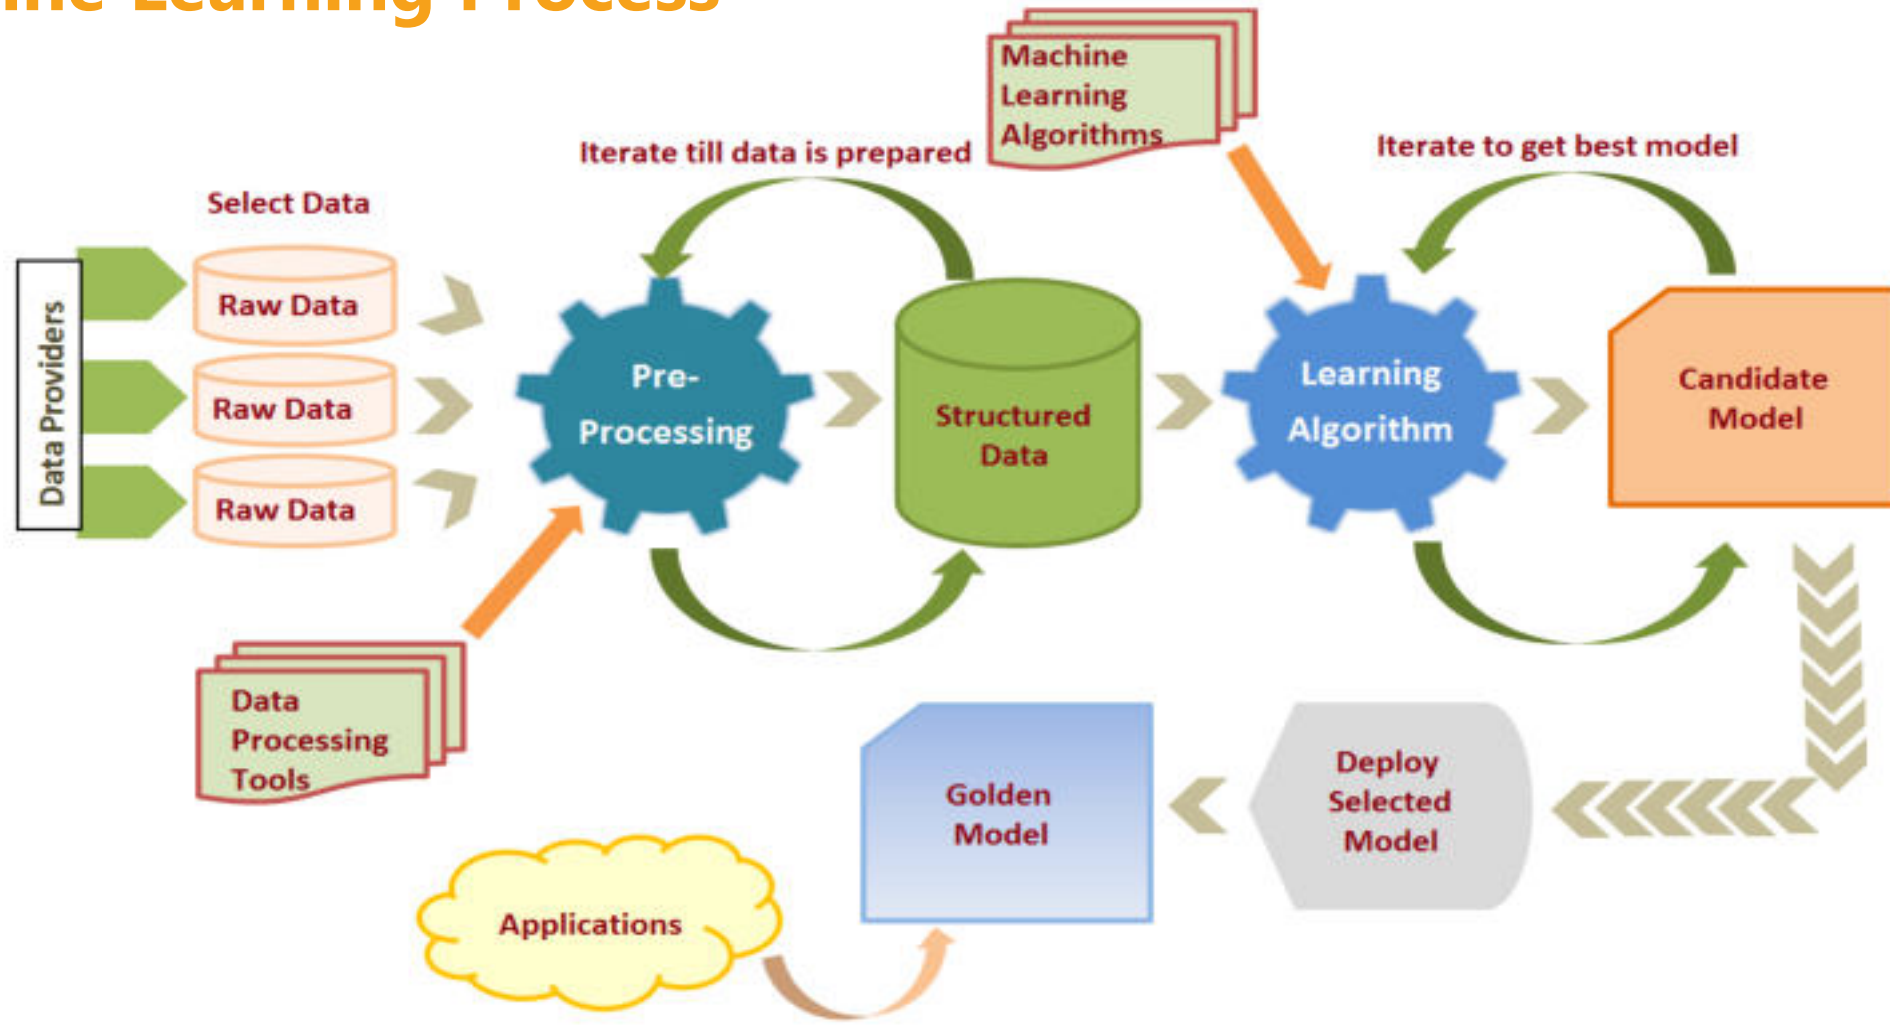 Learning Process
Machine
Learning
Algorithms
Iterate till data is prepared
Iterate to get best model
Select Data
Data Providers
Raw Data
Raw Data
Raw Data
Pre-
Processing
Structured
Data
Learning
Algorithm
Candidate
Model
Data
Processing
Tools
Golden
Model
Deploy
Selected
Model
Applications